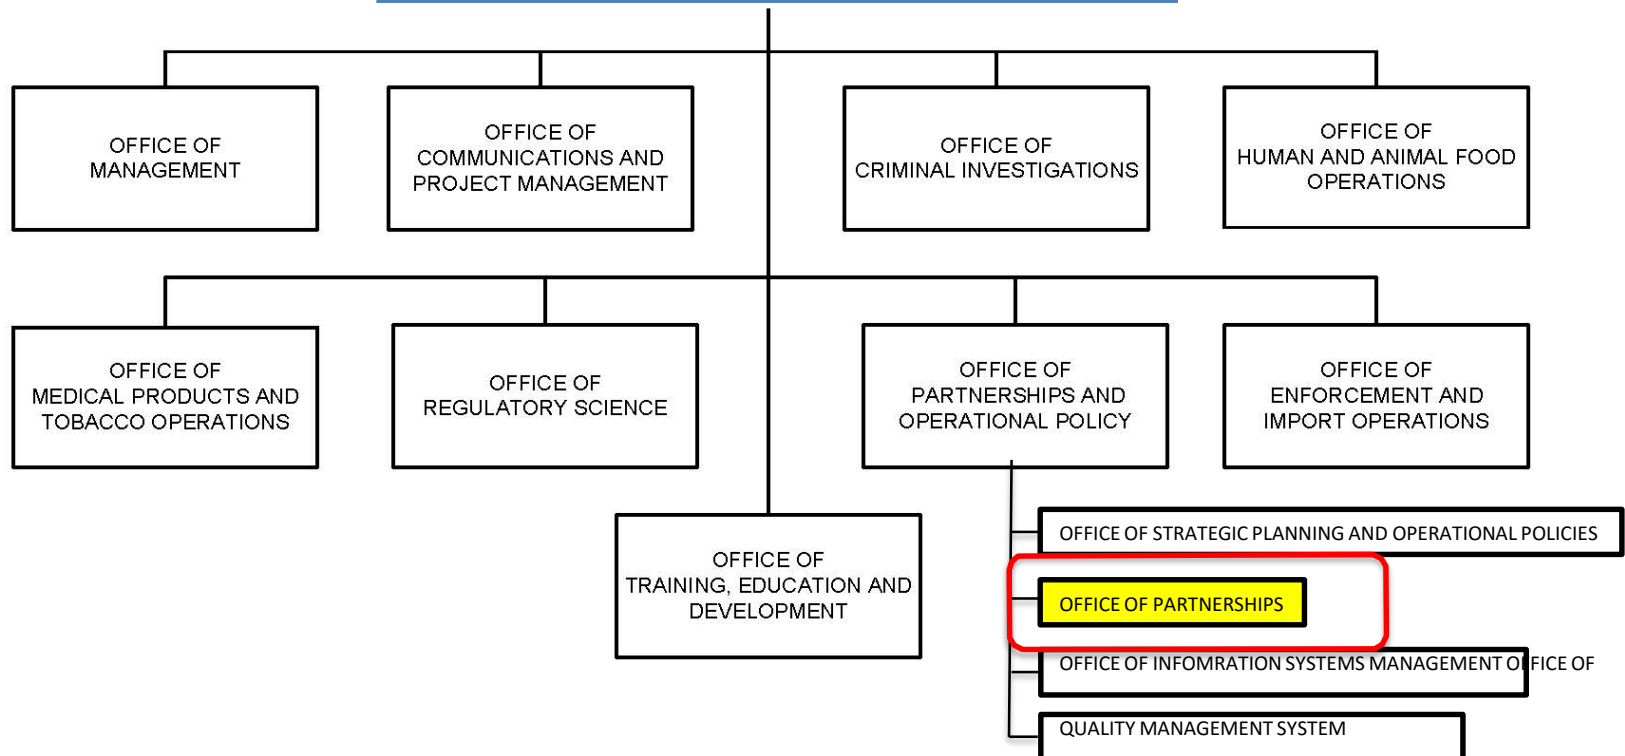 OFFICE OF
MANAGEMENT
OFFICE OF
COMMUNICATIONS AND
PROJECT MANAGEMENT
OFFICE OF
CRIMINAL INVESTIGATIONS
OFFICE OF
HUMAN AND ANIMAL FOOD
OPERATIONS
OFFICE OF
MEDICAL PRODUCTS AND
TOBACCO OPERATIONS
OFFICE OF
REGULATORY SCIENCE
OFFICE OF
PARTNERSHIPS AND
OPERATIONAL POLICY
OFFICE OF
ENFORCEMENT AND
IMPORT OPERATIONS
OFFICE OF
TRAINING, EDUCATION AND
DEVELOPMENT
OFFICE OF STRATEGIC PLANNING AND OPERATIONAL POLICIES
OFFICE OF PARTNERSHIPS
OFFICE OF INFOMRATION SYSTEMS MANAGEMENT OFFICE OF
QUALITY MANAGEMENT SYSTEM